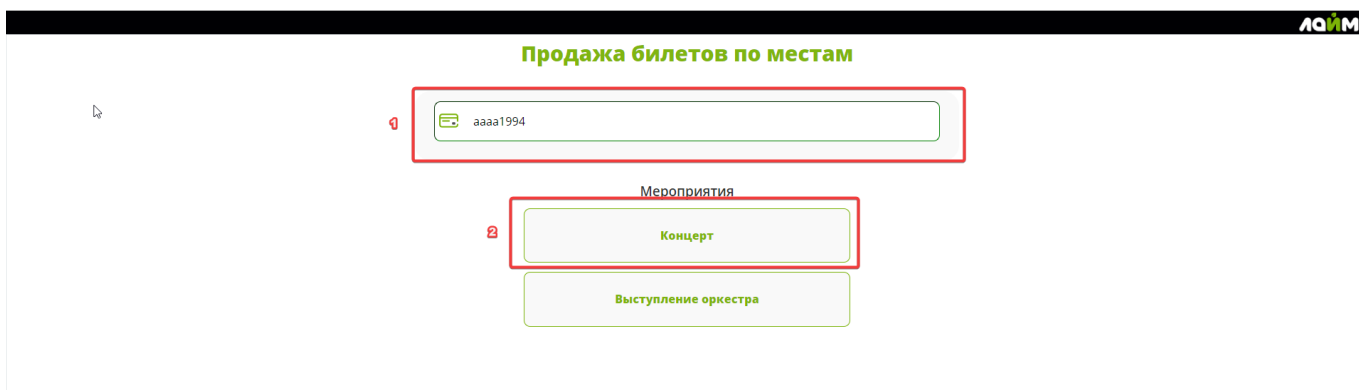 лайм
Продажа билетов по местам
1
aaaa1994
Мероприятия
2
Концерт
Выступление оркестра